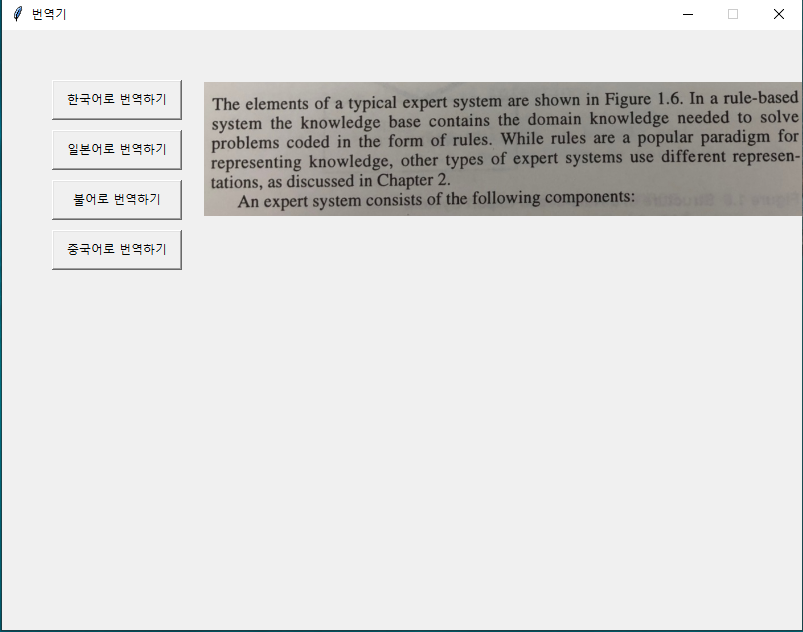 번역기
한국어로 번역하기
일본어로 번역하기
불어로 번역하기
중국어로 번역하기
The elements of a typical expert system are shown in Figure 1.6. In a rule-based
system the knowledge base contains the domain knowledge needed to solve
problems coded in the form of rules. While rules are a popular paradigm for
representing knowledge, other types of expert systems use different represen-
tations, as discussed in Chapter 2.
An expert system consists of the following components: